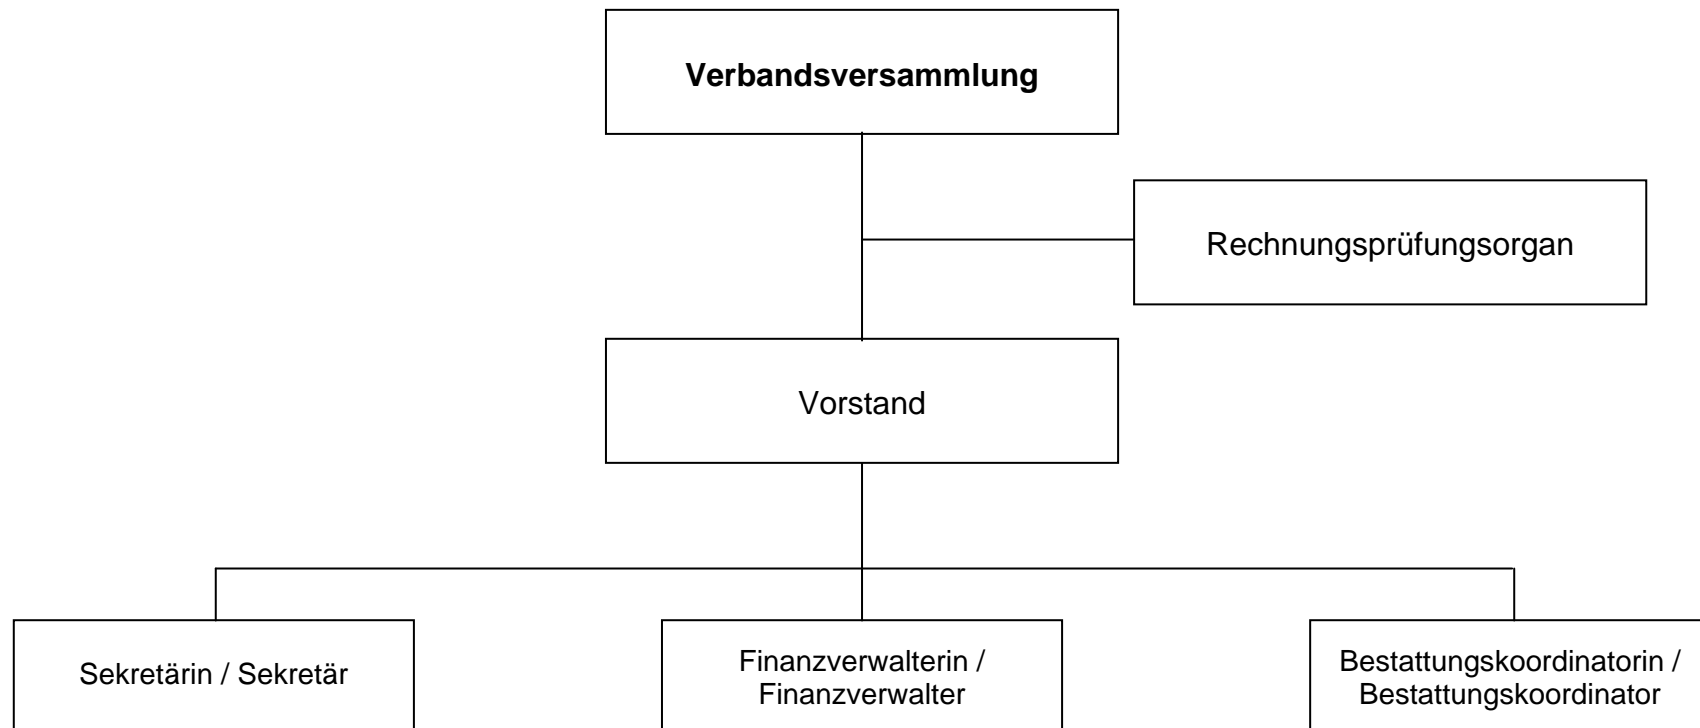 Verbandsversammlung
Rechnungsprüfungsorgan
Vorstand
Sekretärin / Sekretär
Finanzverwalterin /
Finanzverwalter
Bestattungskoordinatorin /
Bestattungskoordinator